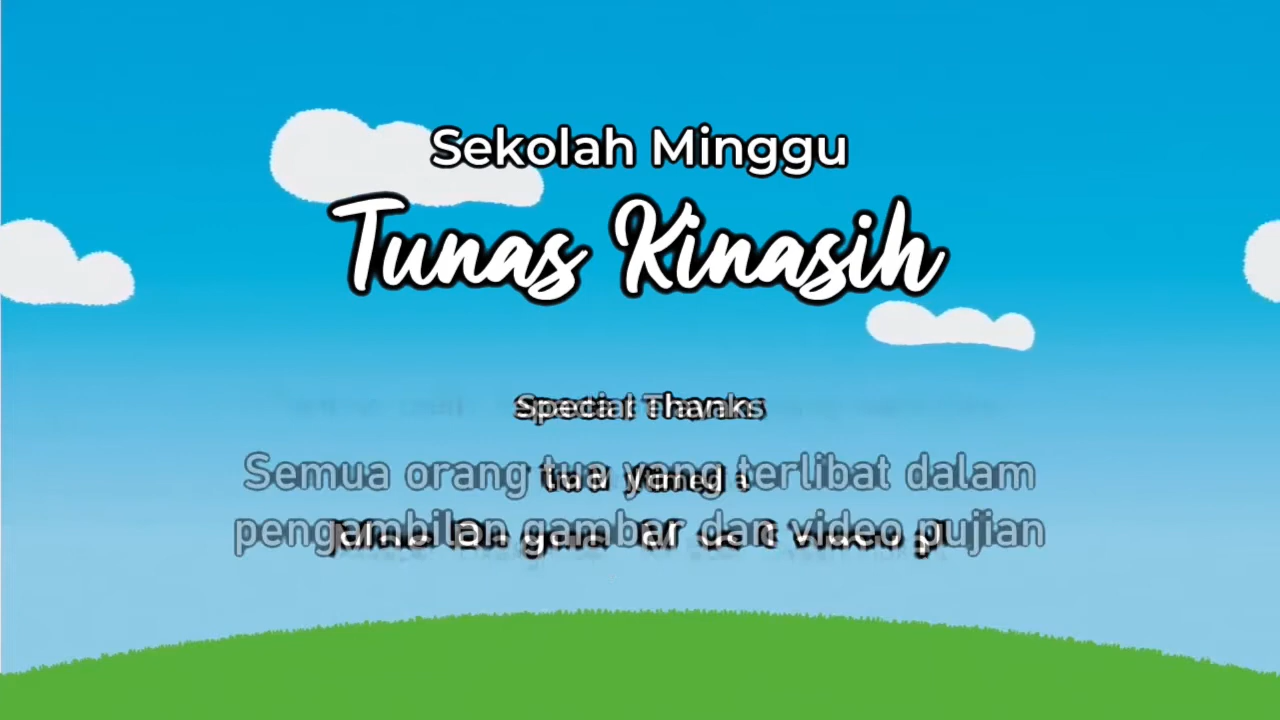 Sekolah Minggu
Tunas Kinasih
Special Thanks
Semua orang tua yang terlibat dalam
pengambilan gambar dan video pujian